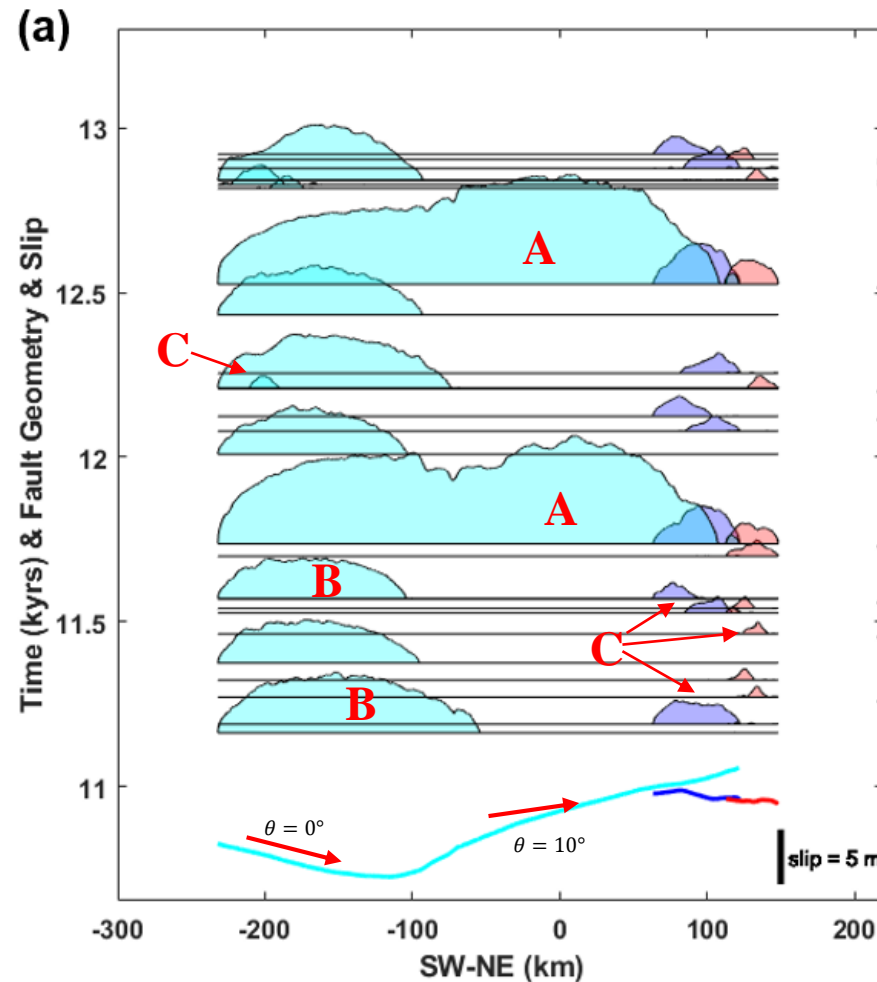 (a)
Time (kyrs) & Fault Geometry & Slip
13
12.5
12
11.5
11
A
C
A
B
C
B
θ = 0°
θ = 10°
slip = 5 m
-300
-200
-100
0
100
200
SW-NE (km)